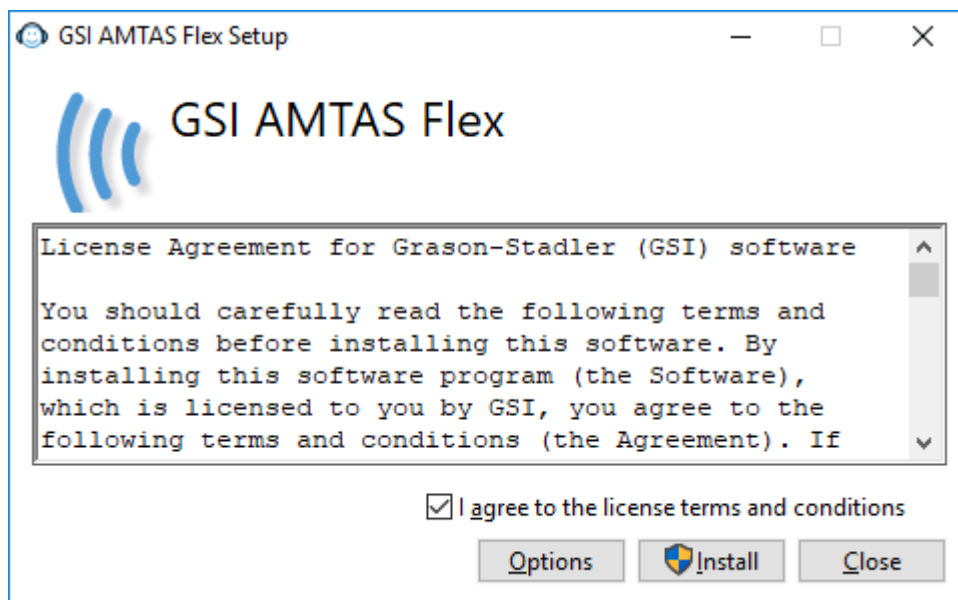 GSI AMTAS Flex Setup
GSI AMTAS Flex
License Agreement for Grason-Stadler (GSI) software
You should carefully read the following terms and
conditions before installing this software. By
installing this software program (the Software),
which is licensed to you by GSI, you agree to the
following terms and conditions (the Agreement). If
I agree to the license terms and conditions
Options Install Close